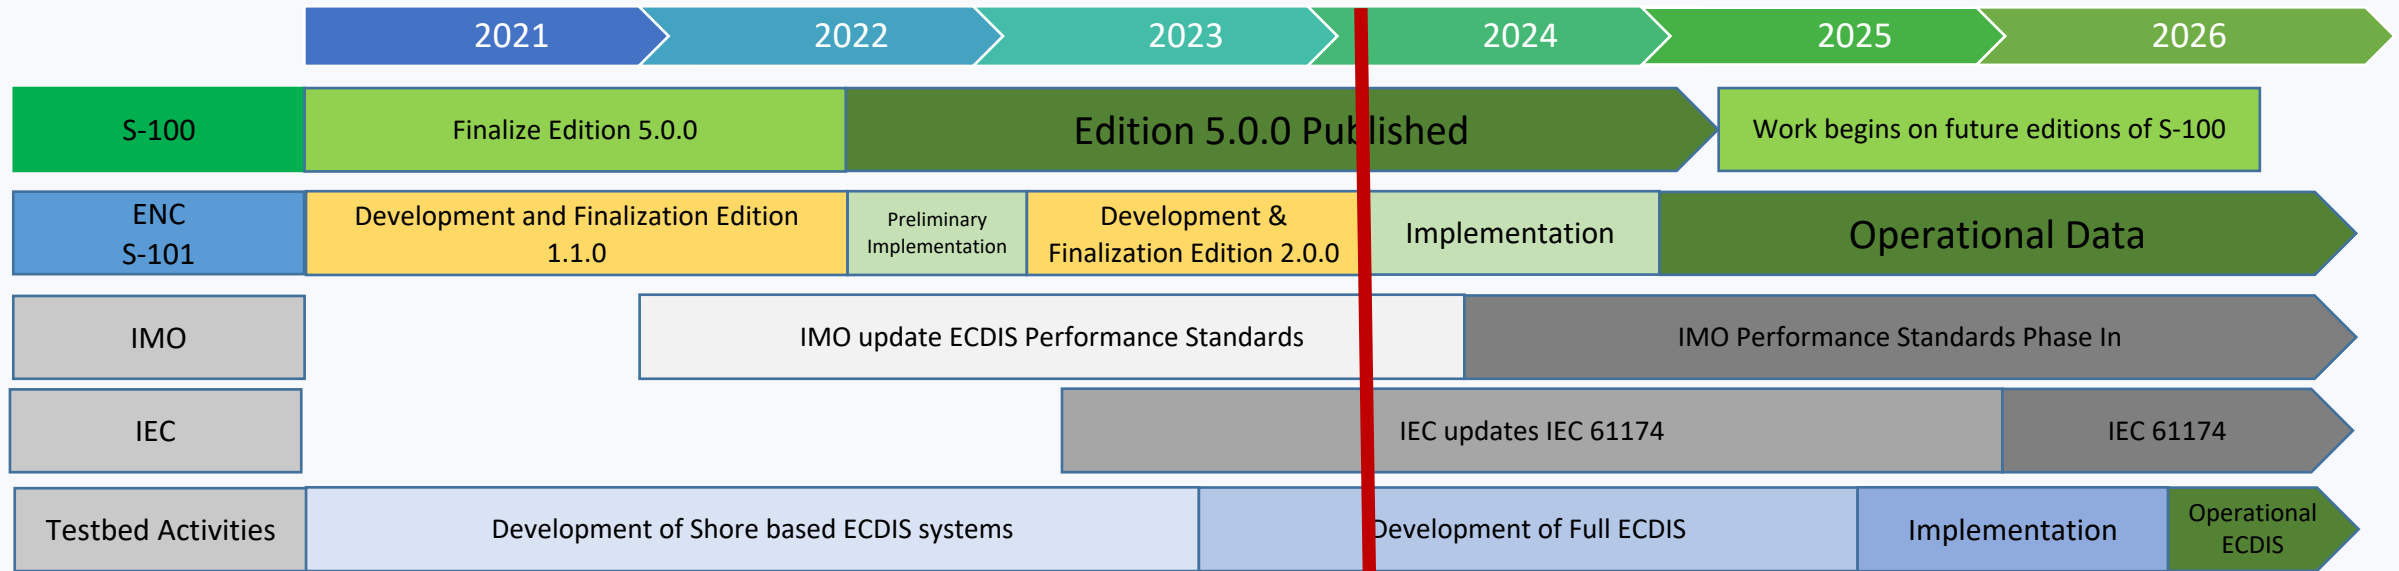 2021
2022
2023
2024
2025
2026
S-100
Finalize Edition 5.0.0
Edition 5.0.0 Published
Work begins on future editions of S-100
ENC
S-101
Development and Finalization Edition
1.1.0
Preliminary
Implementation
Development &
Finalization Edition 2.0.0
Implementation
Operational Data
IMO
IMO update ECDIS Performance Standards
IMO Performance Standards Phase In
IEC
IEC updates IEC 61174
IEC 61174
Testbed Activities
Development of Shore based ECDIS systems
Development of Full ECDIS
Implementation
Operational
ECDIS